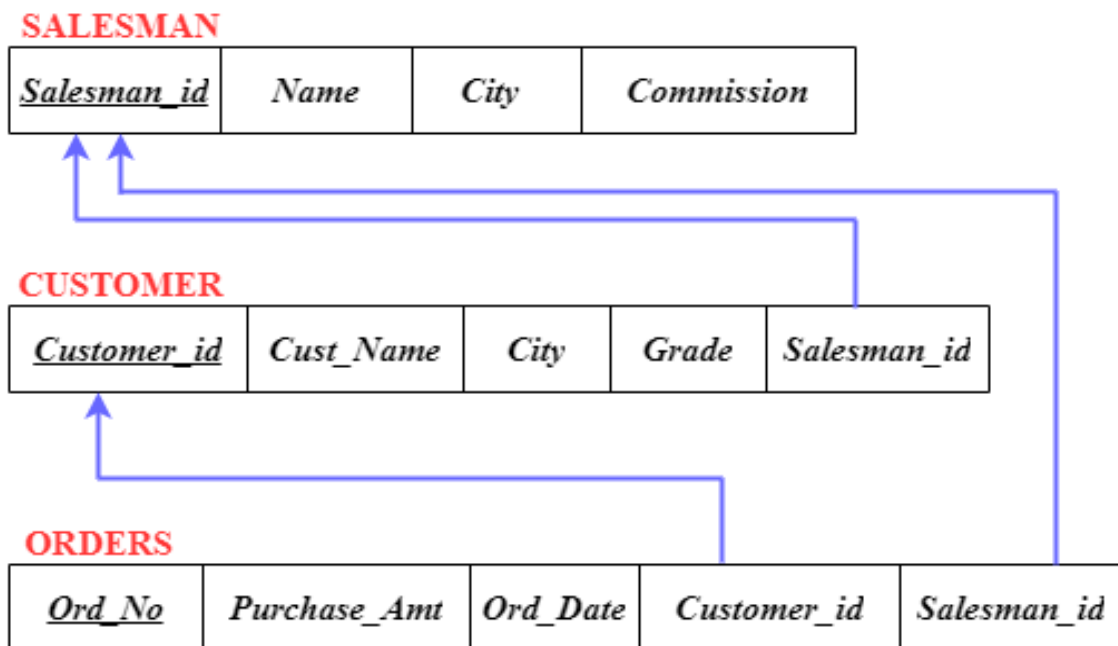 SALESMAN
Salesman_id Name City Commission
CUSTOMER
Customer_id Cust_Name City Grade Salesman_id
ORDERS
Ord_No Purchase_Amt Ord_Date Customer_id Salesman_id